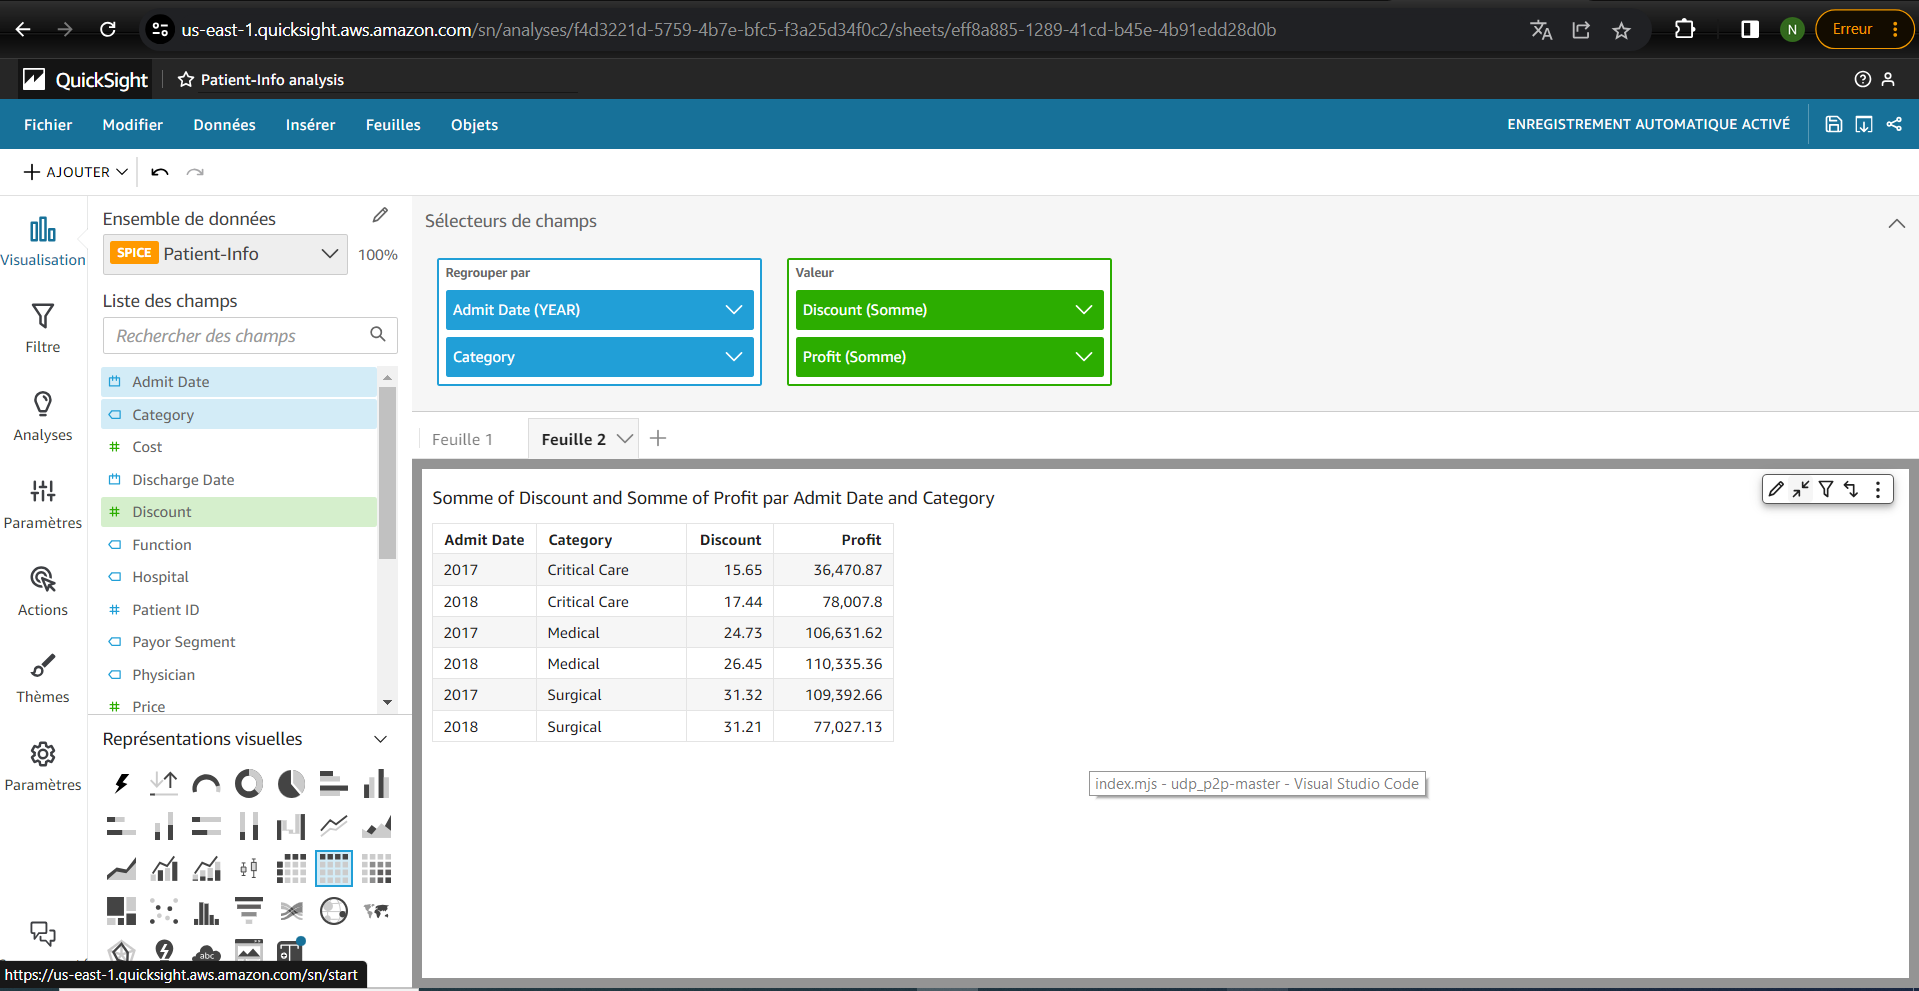 us-east-1.quicksight.aws.amazon.com/sn/analyses/f4d3221d-5759-4b7e-bfc5-f3a25d34f0c2/sheets/eff8a885-1289-41cd-b45e-4b91edd28d0b
N
Erreur
QuickSight
Patient-Info analysis
Fichier
Modifier
Données
Insérer
Feuilles
Objets
ENREGISTREMENT AUTOMATIQUE ACTIVÉ
AJOUTER
Visualisation
Filtre
Analyses
Paramètres
Actions
Thèmes
Paramètres
Ensemble de données
SPICE Patient-Info
100%
Liste des champs
Rechercher des champs
Admit Date
Category
Cost
Discharge Date
Discount
Function
Hospital
Patient ID
Payor Segment
Physician
Price
Représentations visuelles
abc
https://us-east-1.quicksight.aws.amazon.com/sn/start
Sélecteurs de champs
Regrouper par
Admit Date (YEAR)
Category
Valeur
Discount (Somme)
Profit (Somme)
Feuille 1
Feuille 2
Somme of Discount and Somme of Profit par Admit Date and Category
Admit Date Category Discount Profit
2017 Critical Care 15.65 36,470.87
2018 Critical Care 17.44 78,007.8
2017 Medical 24.73 106,631.62
2018 Medical 26.45 110,335.36
2017 Surgical 31.32 109,392.66
2018 Surgical 31.21 77,027.13
index.mjs - udp_p2p-master - Visual Studio Code